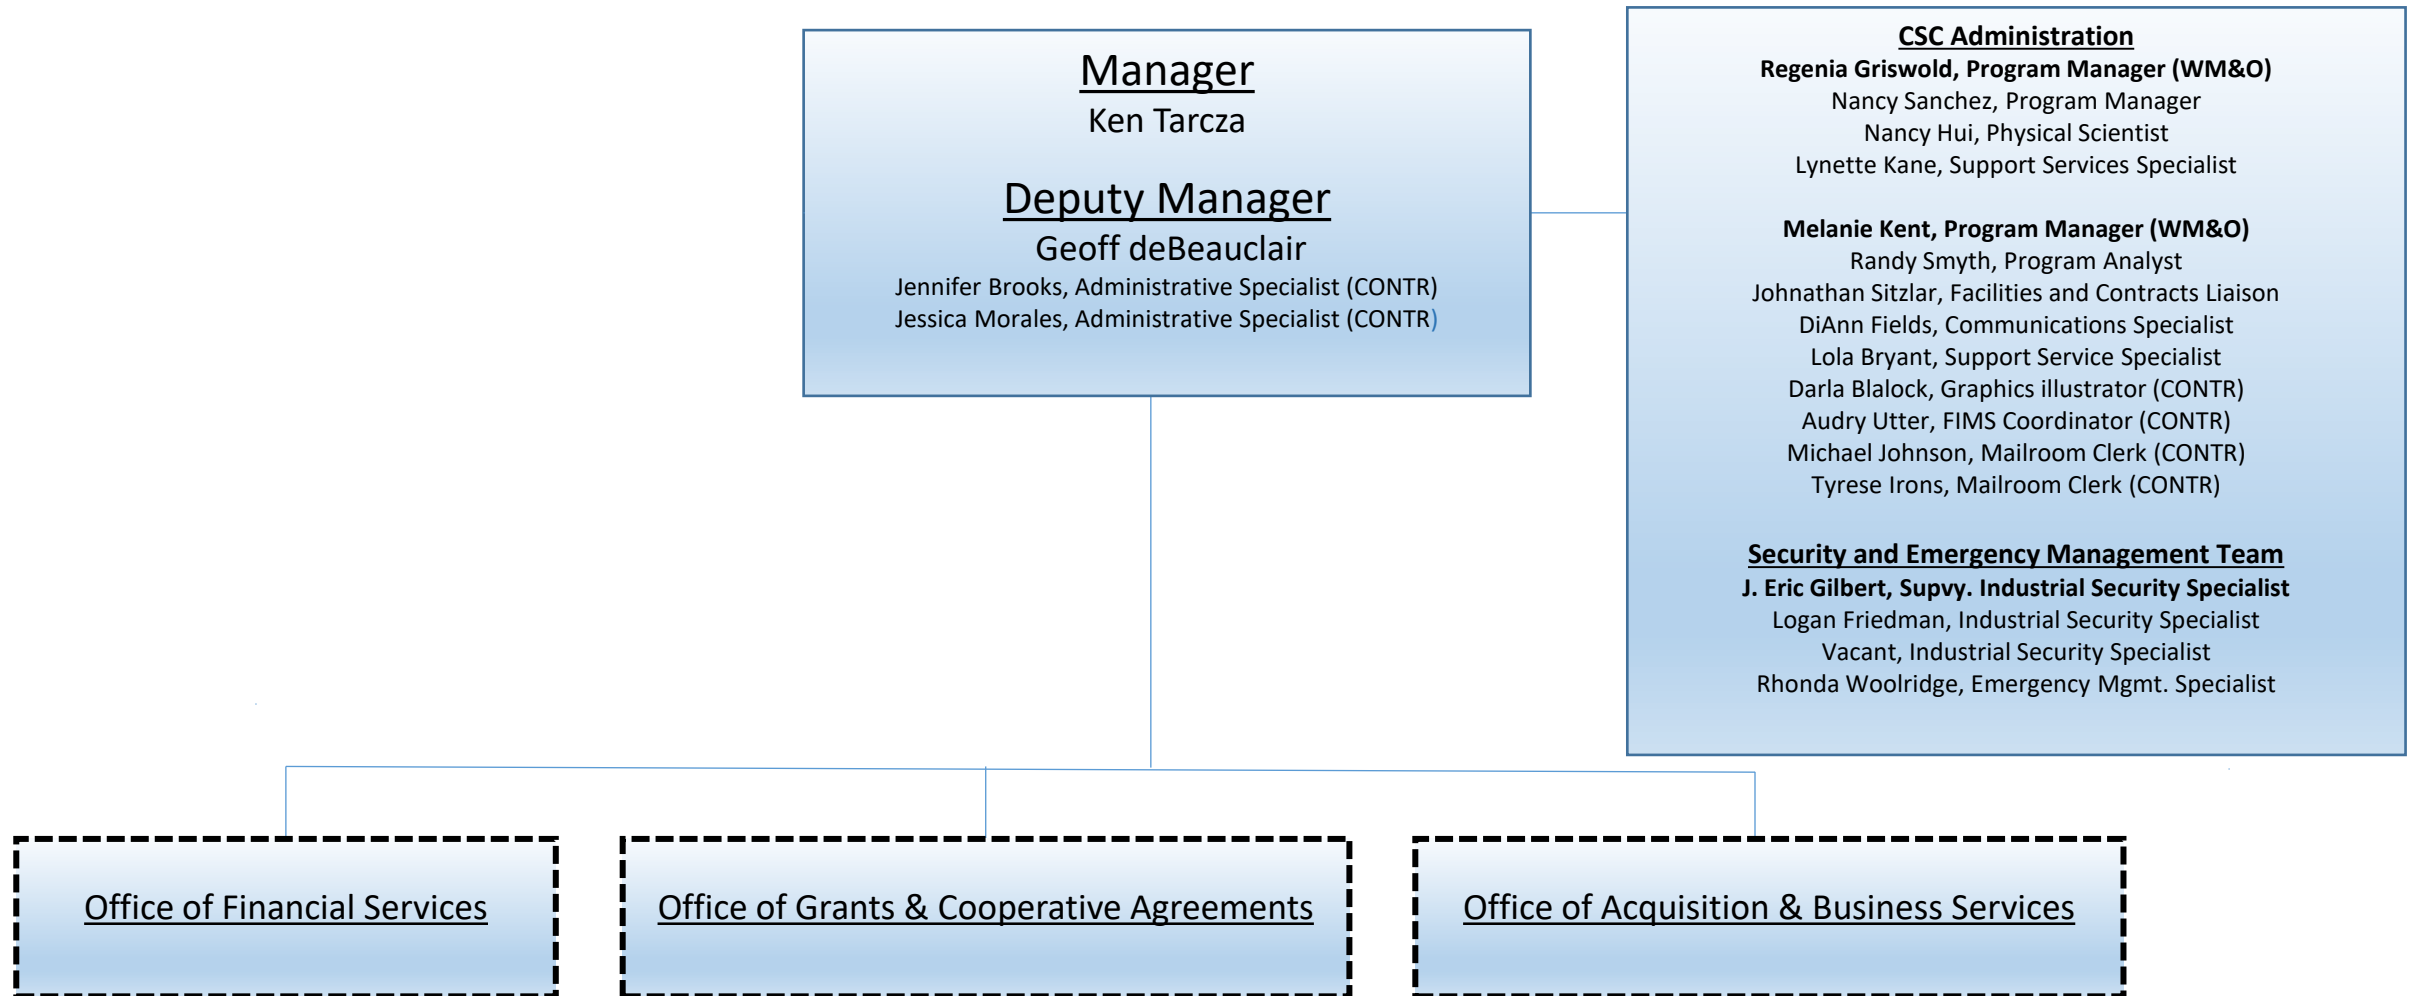 Manager
Ken Tarcza
Deputy Manager
Geoff deBeauclair
Jennifer Brooks, Administrative Specialist (CONTR)
Jessica Morales, Administrative Specialist (CONTR)
CSC Administration
Regenia Griswold, Program Manager (WM&O)
Nancy Sanchez, Program Manager
Nancy Hui, Physical Scientist
Lynette Kane, Support Services Specialist
Melanie Kent, Program Manager (WM&O)
Randy Smyth, Program Analyst
Johnathan Sitzlar, Facilities and Contracts Liaison
DiAnn Fields, Communications Specialist
Lola Bryant, Support Service Specialist
Darla Blalock, Graphics illustrator (CONTR)
Audry Utter, FIMS Coordinator (CONTR)
Michael Johnson, Mailroom Clerk (CONTR)
Tyrese Irons, Mailroom Clerk (CONTR)
Security and Emergency Management Team
J. Eric Gilbert, Supvy. Industrial Security Specialist
Logan Friedman, Industrial Security Specialist
Vacant, Industrial Security Specialist
Rhonda Woolridge, Emergency Mgmt. Specialist
Office of Financial Services
Office of Grants & Cooperative Agreements
Office of Acquisition & Business Services